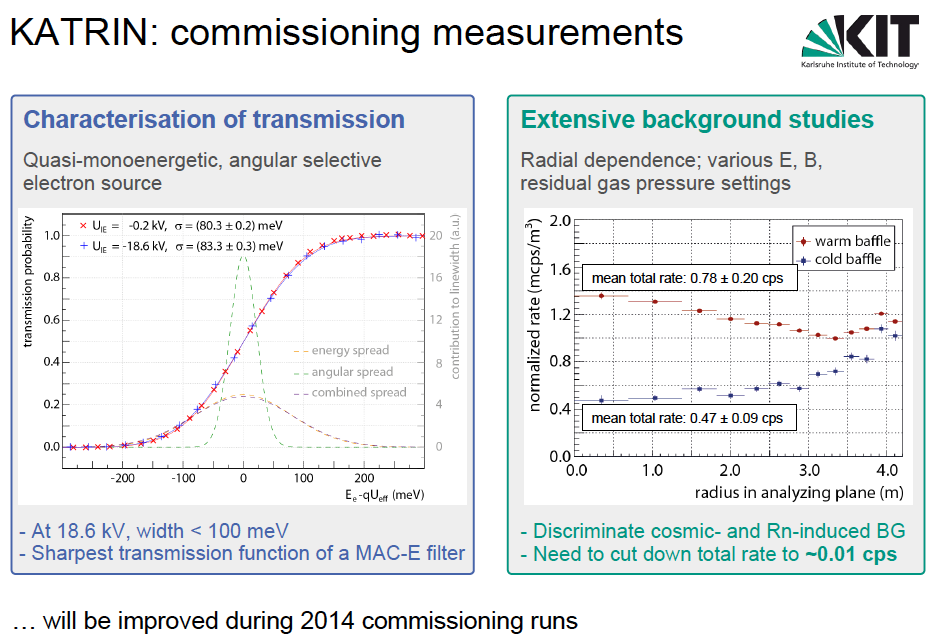 KATRIN: commissioning measurements
KIT
Karlsruhe Institute of Technology
Characterisation of transmission
Quasi-monoenergetic, angular selective
electron source
transmission probability
1.0
0.8
0.6
0.4
0.2
0.0
× U_IE = -0.2 kV, σ = (80.3 ± 0.2) meV
+ U_IE = -18.6 kV, σ = (83.3 ± 0.3) meV
energy spread
angular spread
combined spread
20
16
12
8
4
0
contribution to linewidth (a.u.)
-200 -100 0 100 200
E_e-qU_eff (meV)
- At 18.6 kV, width < 100 meV
- Sharpest transmission function of a MAC-E filter
Extensive background studies
Radial dependence; various E, B,
residual gas pressure settings
normalized rate (mcps/m³)
2.0
1.6
1.2
0.8
0.4
0.0
warm baffle
cold baffle
mean total rate: 0.78 ± 0.20 cps
mean total rate: 0.47 ± 0.09 cps
0.0 1.0 2.0 3.0 4.0
radius in analyzing plane (m)
- Discriminate cosmic- and Rn-induced BG
- Need to cut down total rate to ~0.01 cps
... will be improved during 2014 commissioning runs